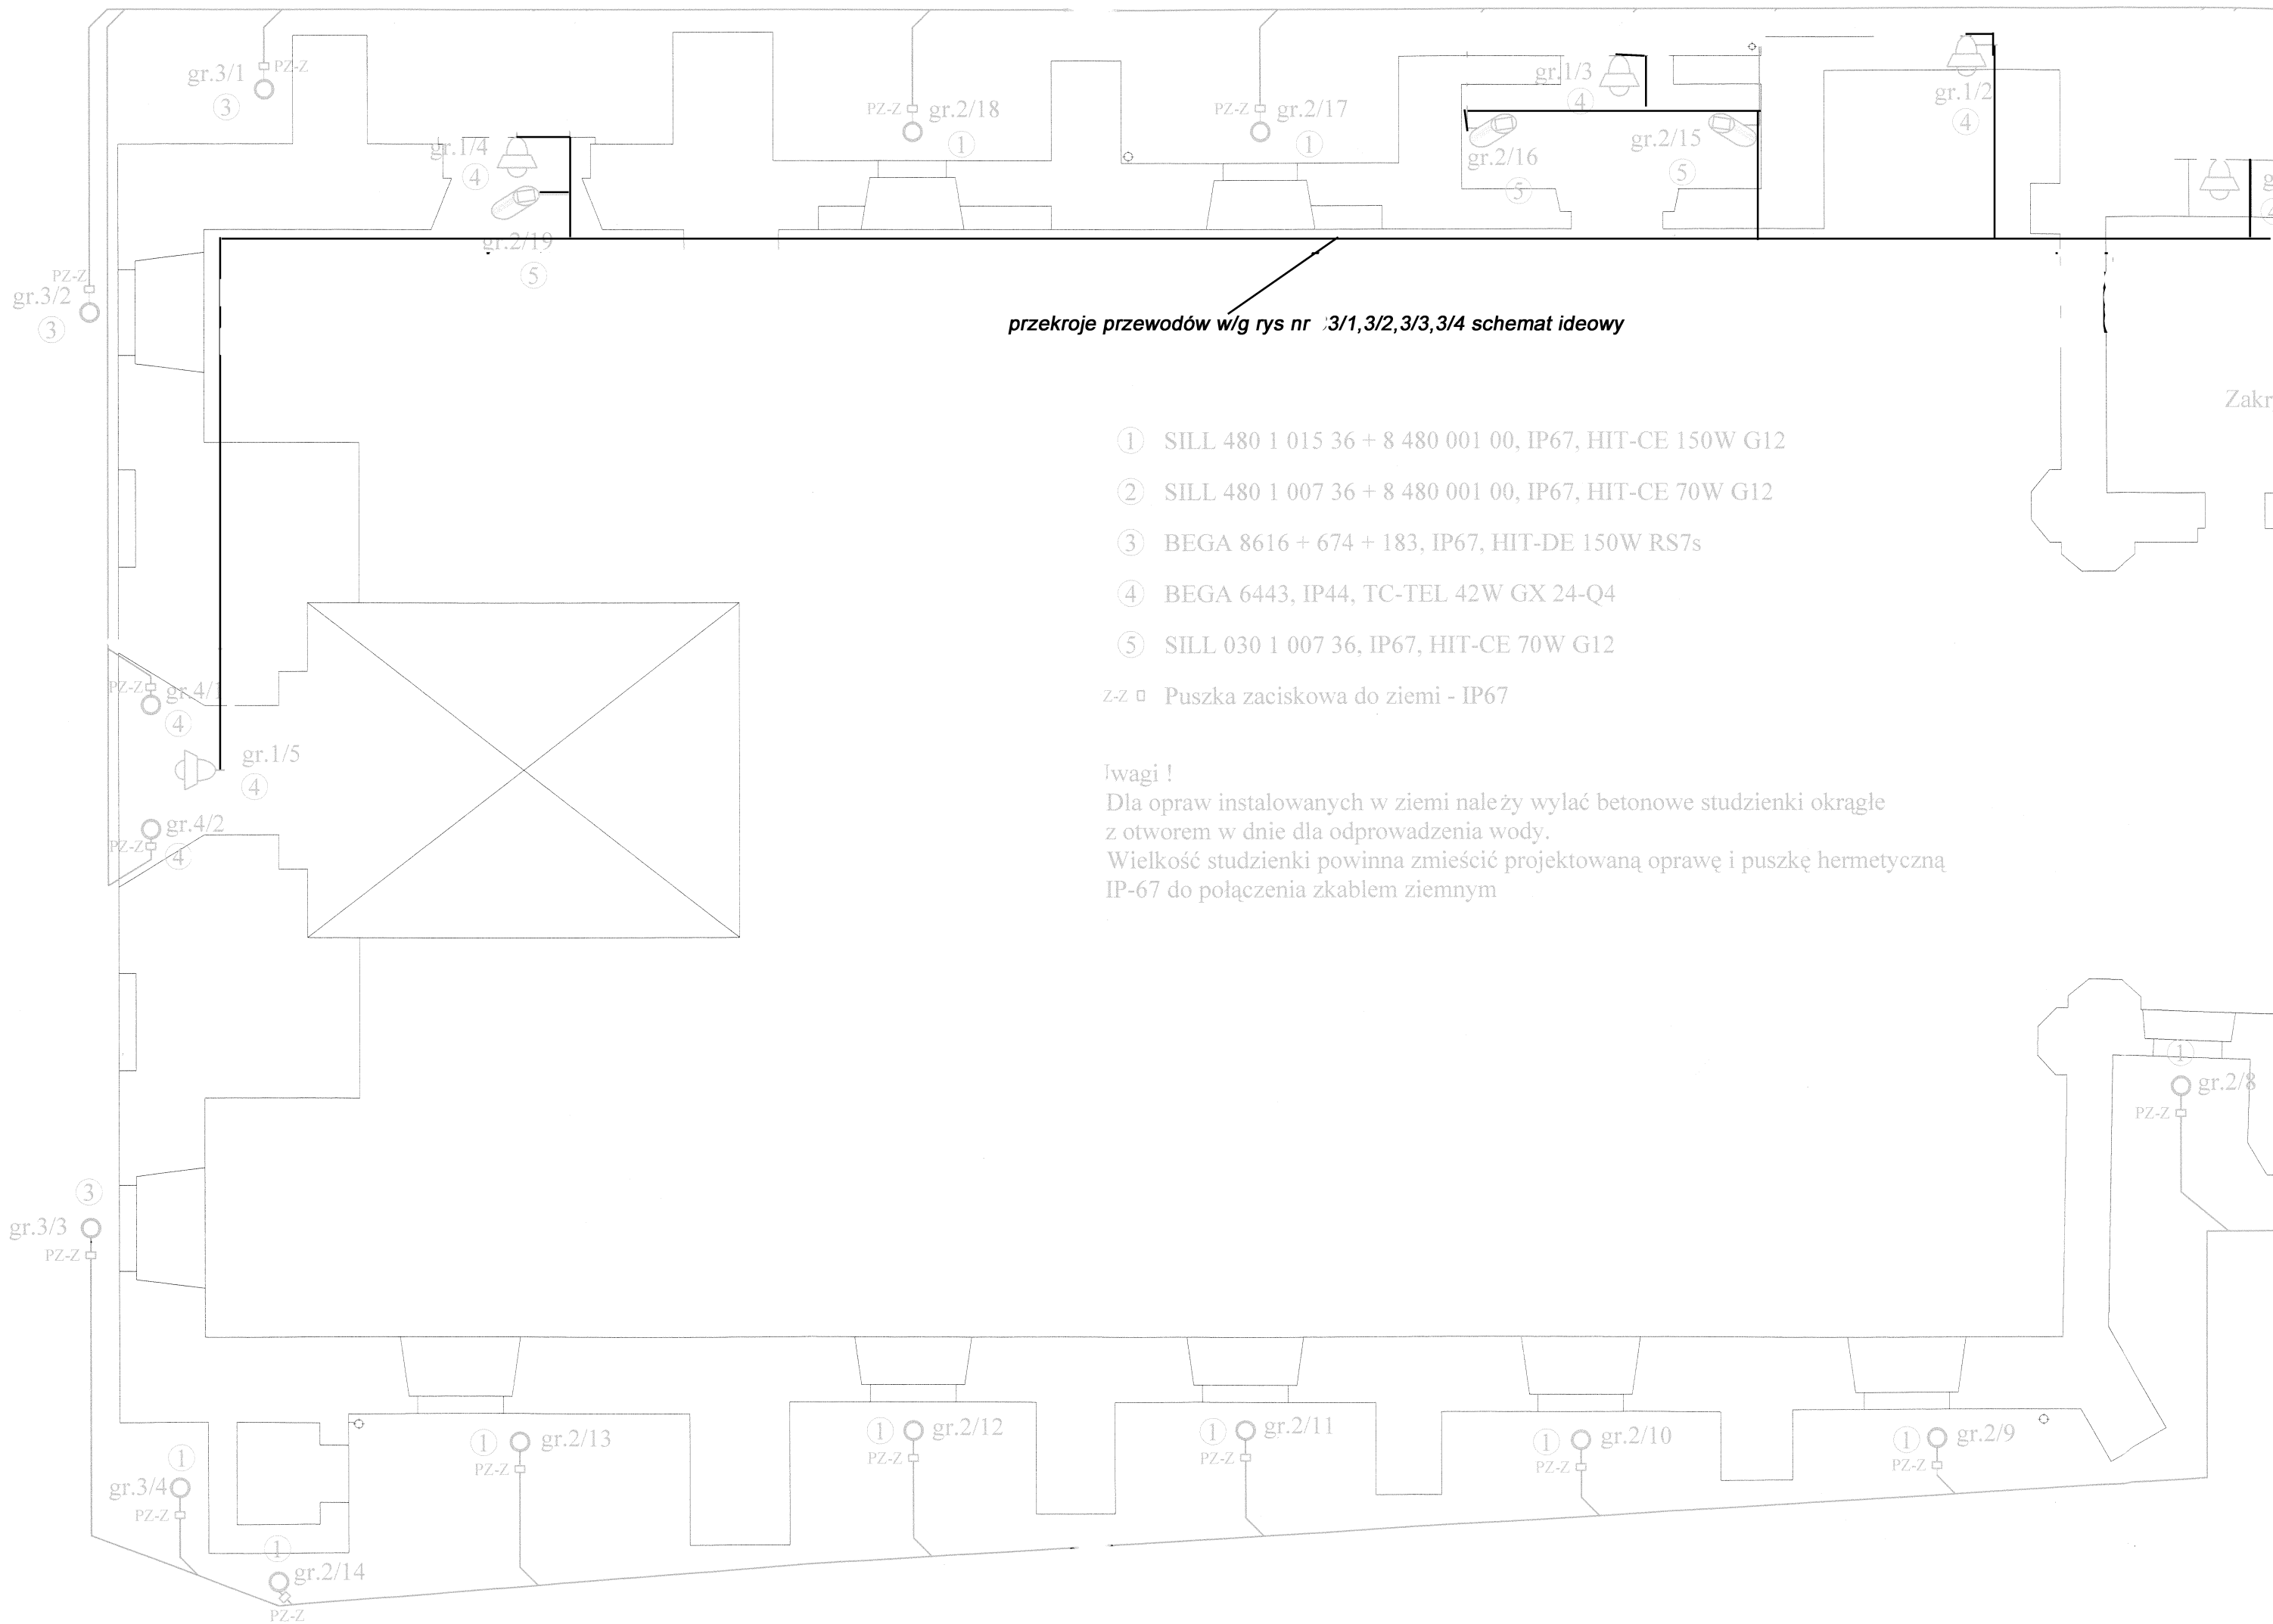 gr.3/1
PZ-Z
3
PZ-Z
gr.2/18
1
PZ-Z
gr.2/17
1
gr.1/3
4
gr.1/2
4
gr.1/4
4
gr.2/16
5
gr.2/15
5
gr.2/19
5
PZ-Z
gr.3/2
3
przekroje przewodów w/g rys nr 3/1,3/2,3/3,3/4 schemat ideowy
Zakr
1 SILL 480 1 015 36 + 8 480 001 00, IP67, HIT-CE 150W G12
2 SILL 480 1 007 36 + 8 480 001 00, IP67, HIT-CE 70W G12
3 BEGA 8616 + 674 + 183, IP67, HIT-DE 150W RS7s
4 BEGA 6443, IP44, TC-TEL 42W GX 24-Q4
5 SILL 030 1 007 36, IP67, HIT-CE 70W G12
Z-Z Puszka zaciskowa do ziemi - IP67
PZ-Z
gr.4/1
4
gr.1/5
4
gr.4/2
PZ-Z
4
wagi !
Dla opraw instalowanych w ziemi należy wylać betonowe studzienki okrągłe
z otworem w dnie dla odprowadzenia wody.
Wielkość studzienki powinna zmieścić projektowaną oprawę i puszkę hermetyczną
IP-67 do połączenia zkablem ziemnym
1
gr.2/8
PZ-Z
3
gr.3/3
PZ-Z
1
gr.3/4
PZ-Z
1
gr.2/14
PZ-Z
1
gr.2/13
PZ-Z
1
gr.2/12
PZ-Z
1
gr.2/11
PZ-Z
1
gr.2/10
PZ-Z
1
gr.2/9
PZ-Z